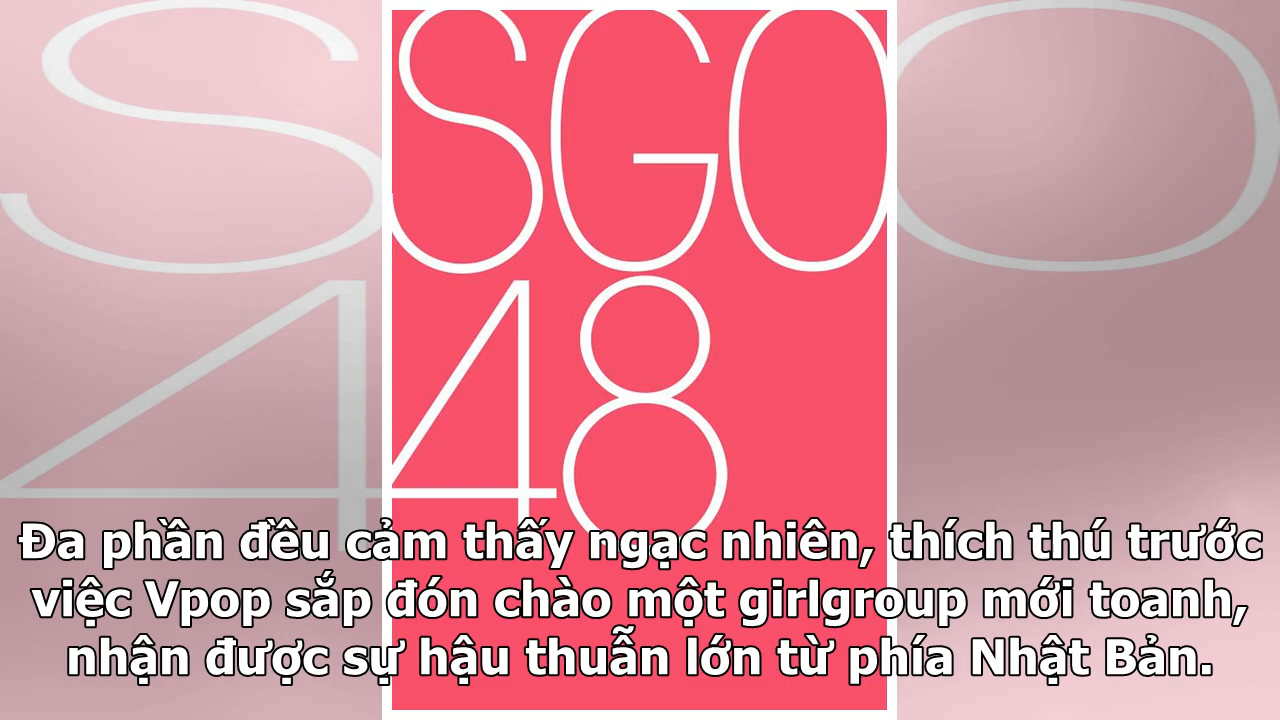 SGO
48
Đa phần đều cảm thấy ngạc nhiên, thích thú trước
việc Vpop sắp đón chào một girlgroup mới toanh,
nhận được sự hậu thuẫn lớn từ phía Nhật Bản.